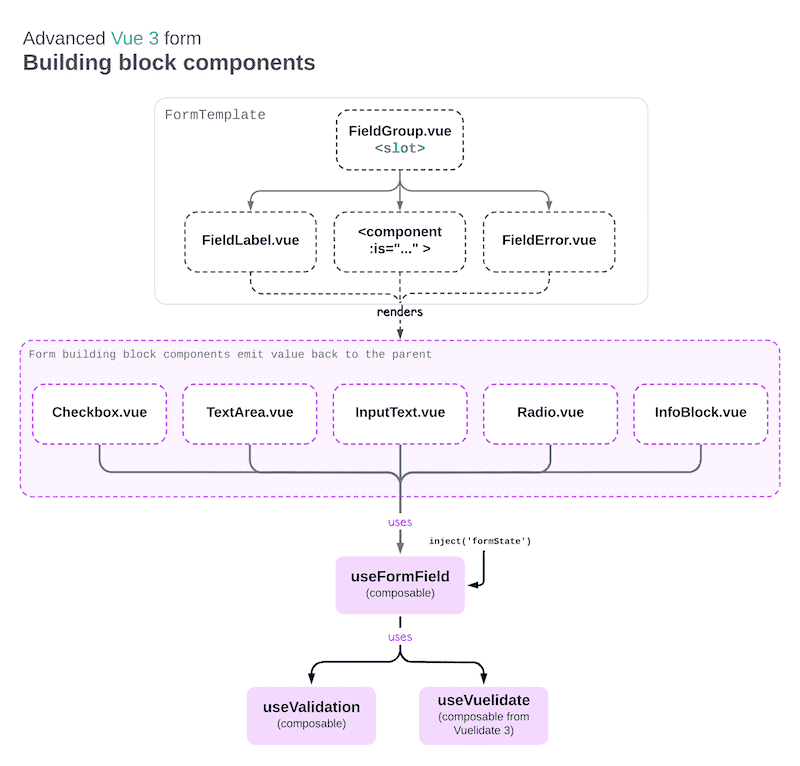 Advanced Vue 3 form
Building block components
FormTemplate
FieldGroup.vue
<slot>
FieldLabel.vue
<component
:is="..." >
FieldError.vue
renders
Form building block components emit value back to the parent
Checkbox.vue
TextArea.vue
InputText.vue
Radio.vue
InfoBlock.vue
uses
inject('formState')
useFormField
(composable)
uses
useValidation
(composable)
useVuelidate
(composable from
Vuelidate 3)